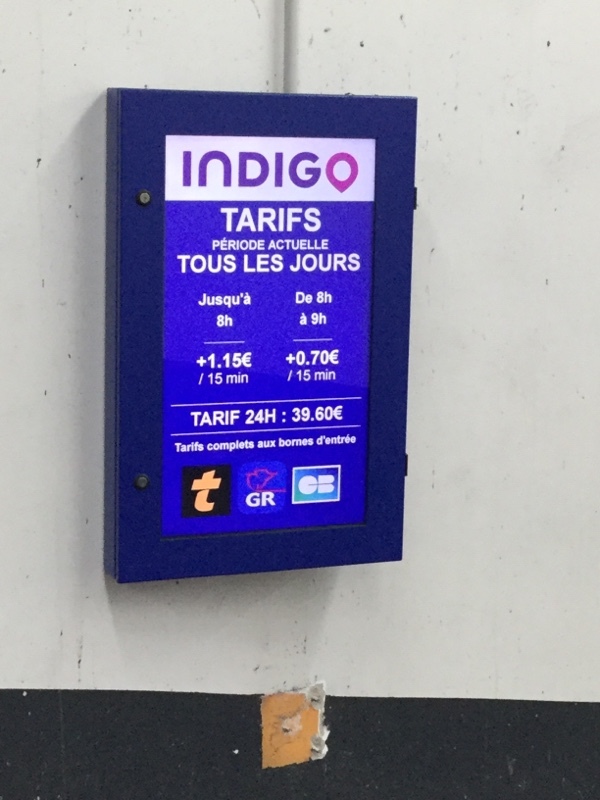 INDIGO
TARIFS
PÉRIODE ACTUELLE
TOUS LES JOURS
Jusqu'à
8h
De 8h
à 9h
+1.15€
/ 15 min
+0.70€
/ 15 min
TARIF 24H : 39.60€
Tarifs complets aux bornes d'entrée
t
GR
CB